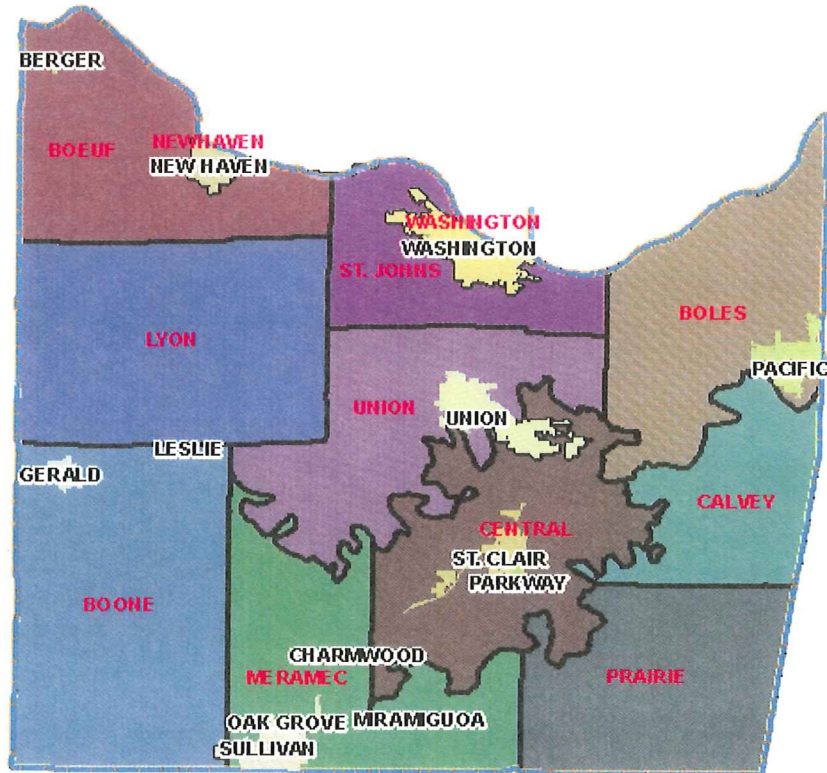 BERGER
BOEUF
NEWHAVEN
NEW HAVEN
WASHINGTON
WASHINGTON
ST. JOHNS
BOLES
LYON
PACIFIC
UNION
UNION
LESLIE
GERALD
CALVEY
CENTRAL
ST. CLAIR
PARKWAY
BOONE
CHARMWOOD
MERAMEC
PRAIRIE
OAK GROVE
MIRAMIGUOA
SULLIVAN